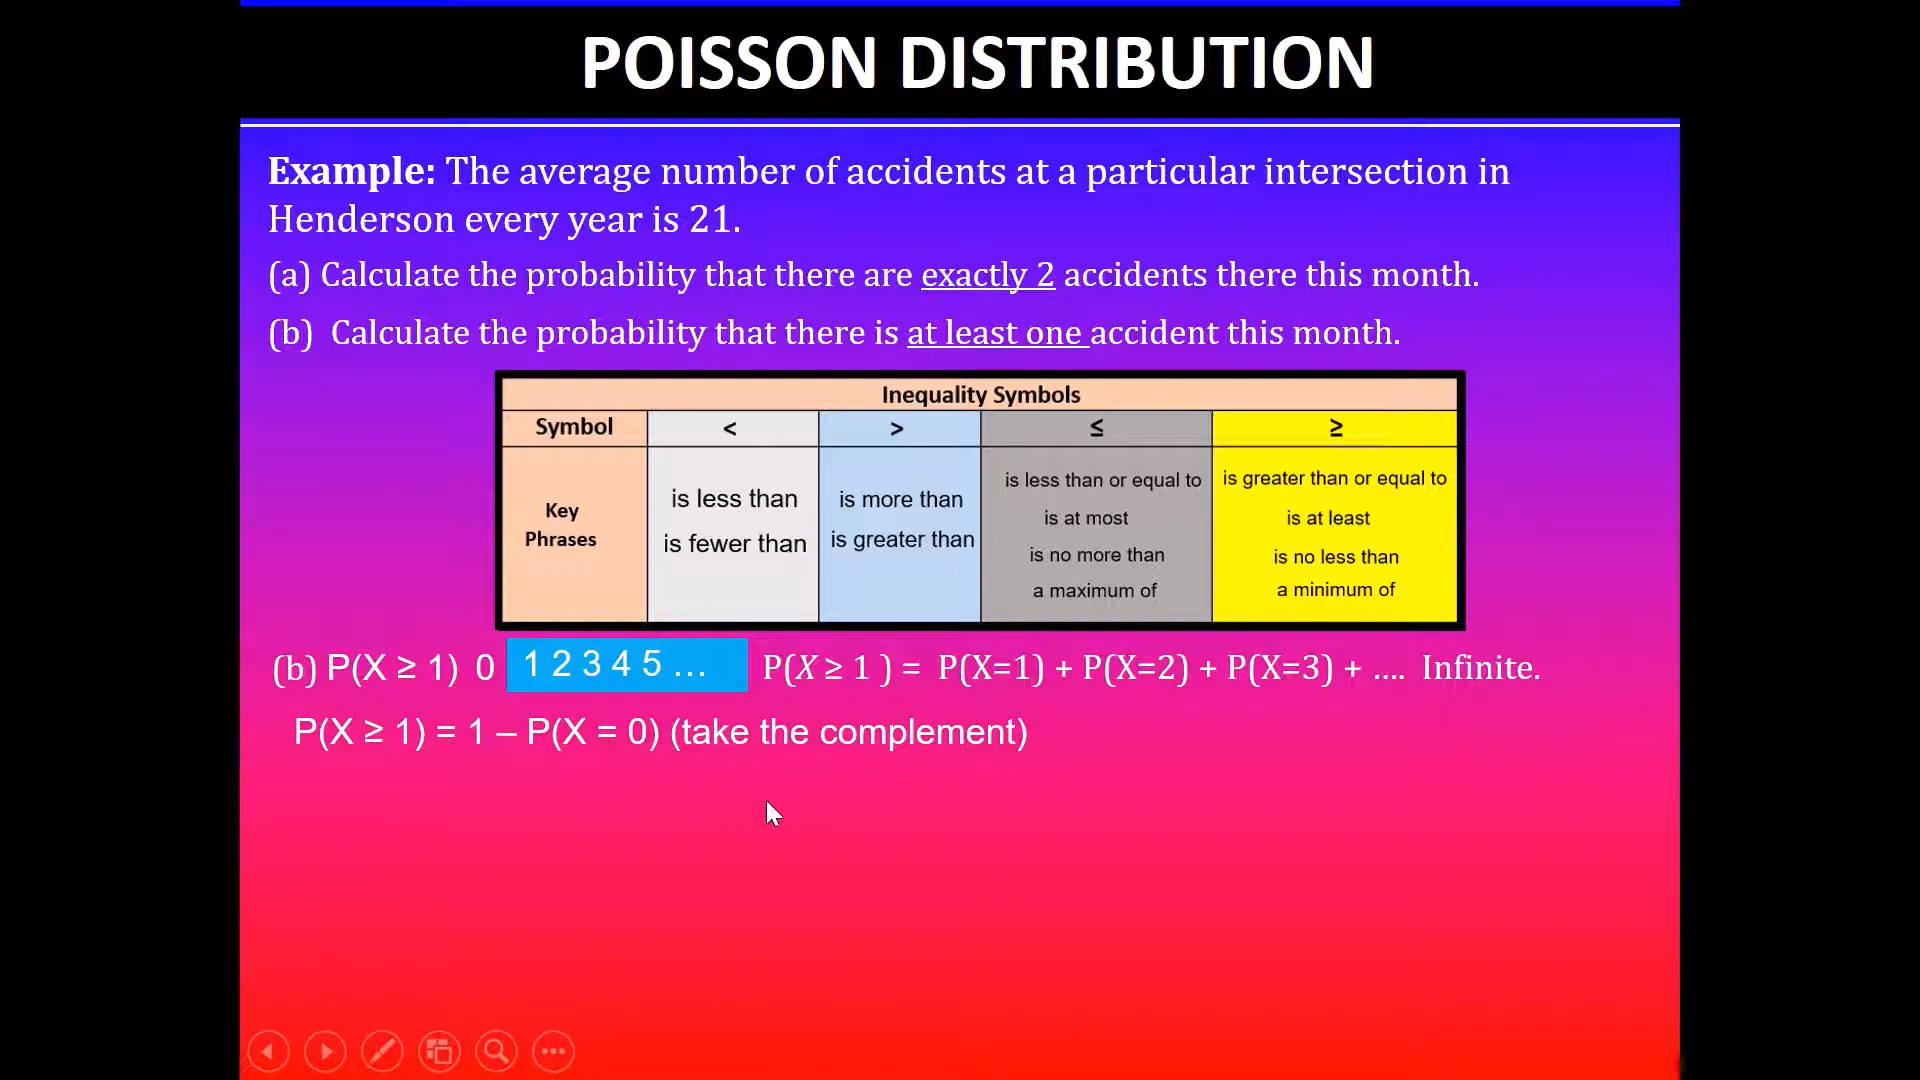 POISSON DISTRIBUTION
Example: The average number of accidents at a particular intersection in
Henderson every year is 21.
(a) Calculate the probability that there are exactly 2 accidents there this month.
(b) Calculate the probability that there is at least one accident this month.
Inequality Symbols
Symbol < > ≤ ≥
Key
Phrases
is less than
is fewer than
is more than
is greater than
is less than or equal to
is at most
is no more than
a maximum of
is greater than or equal to
is at least
is no less than
a minimum of
(b) P(X ≥ 1) 0 1 2 3 4 5 ... P(X ≥ 1 ) = P(X=1) + P(X=2) + P(X=3) + .... Infinite.
P(X ≥ 1) = 1 – P(X = 0) (take the complement)